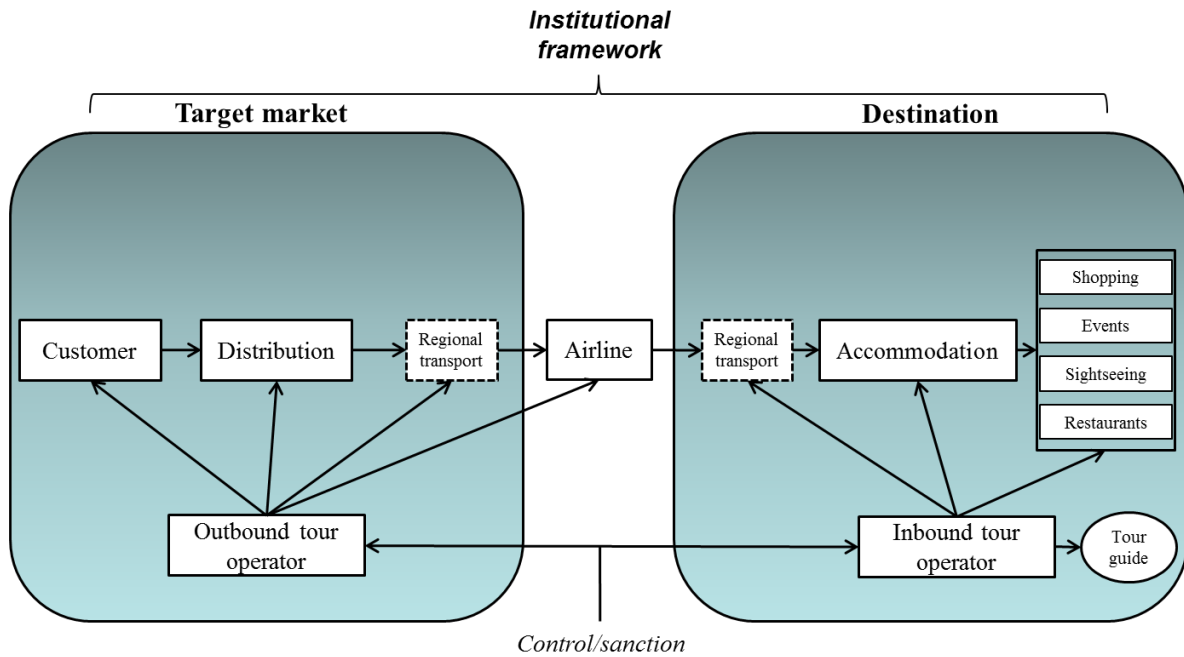 Institutional
framework
Target market
Destination
Customer
Distribution
Regional
transport
Airline
Regional
transport
Accommodation
Shopping
Events
Sightseeing
Restaurants
Outbound tour
operator
Inbound tour
operator
Tour
guide
Control/sanction